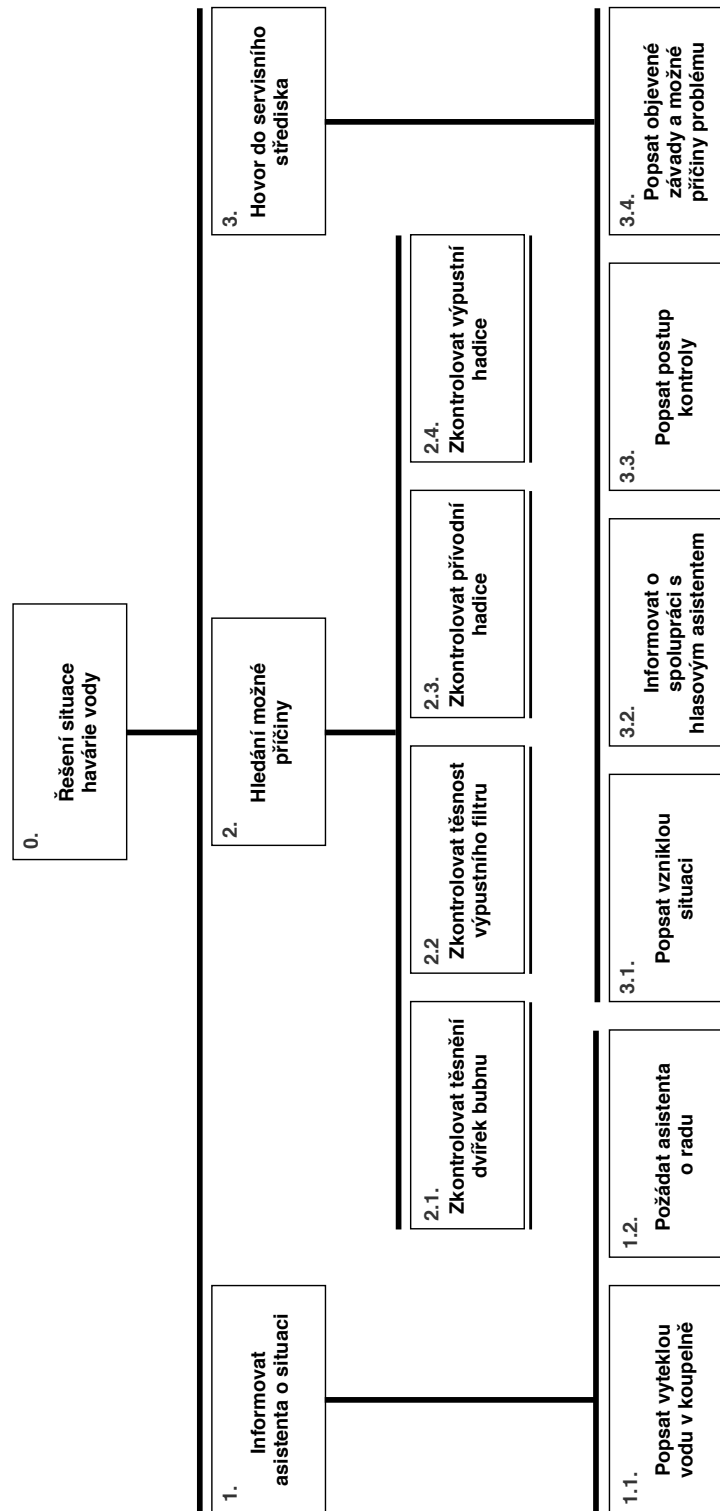 0.
Řešení situace
havárie vody
1.
Informovat
asistenta o situaci
2.
Hledání možné
příčiny
3.
Hovor do servisního
střediska
2.1.
Zkontrolovat těsnění
dvířek bubnu
2.2
Zkontrolovat těsnost
výpustního filtru
2.3.
Zkontrolovat přívodní
hadice
2.4.
Zkontrolovat výpustní
hadice
1.1.
Popsat vyteklou
vodu v koupelně
1.2.
Požádat asistenta
o radu
3.1.
Popsat vzniklou
situaci
3.2.
Informovat o
spolupráci s
hlasovým asistentem
3.3.
Popsat postup
kontroly
3.4.
Popsat objevené
závady a možné
příčiny problému